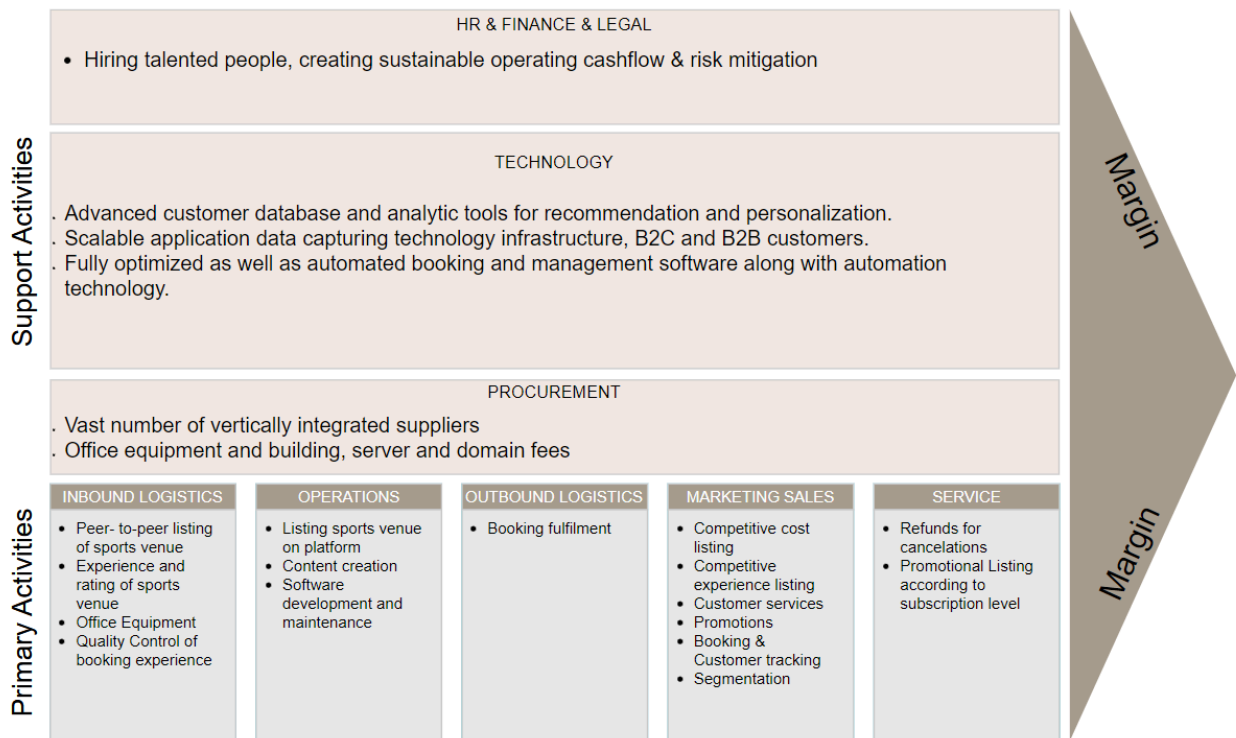 HR & FINANCE & LEGAL
• Hiring talented people, creating sustainable operating cashflow & risk mitigation
Support Activities
TECHNOLOGY
. Advanced customer database and analytic tools for recommendation and personalization.
. Scalable application data capturing technology infrastructure, B2C and B2B customers.
. Fully optimized as well as automated booking and management software along with automation
technology.
PROCUREMENT
. Vast number of vertically integrated suppliers
. Office equipment and building, server and domain fees
Primary Activities
INBOUND LOGISTICS
• Peer- to-peer listing
of sports venue
• Experience and
rating of sports
venue
• Office Equipment
• Quality Control of
booking experience
OPERATIONS
• Listing sports venue
on platform
• Content creation
• Software
development and
maintenance
OUTBOUND LOGISTICS
• Booking fulfilment
MARKETING SALES
• Competitive cost
listing
• Competitive
experience listing
• Customer services
• Promotions
• Booking &
Customer tracking
• Segmentation
SERVICE
• Refunds for
cancelations
• Promotional Listing
according to
subscription level
Margin
Margin